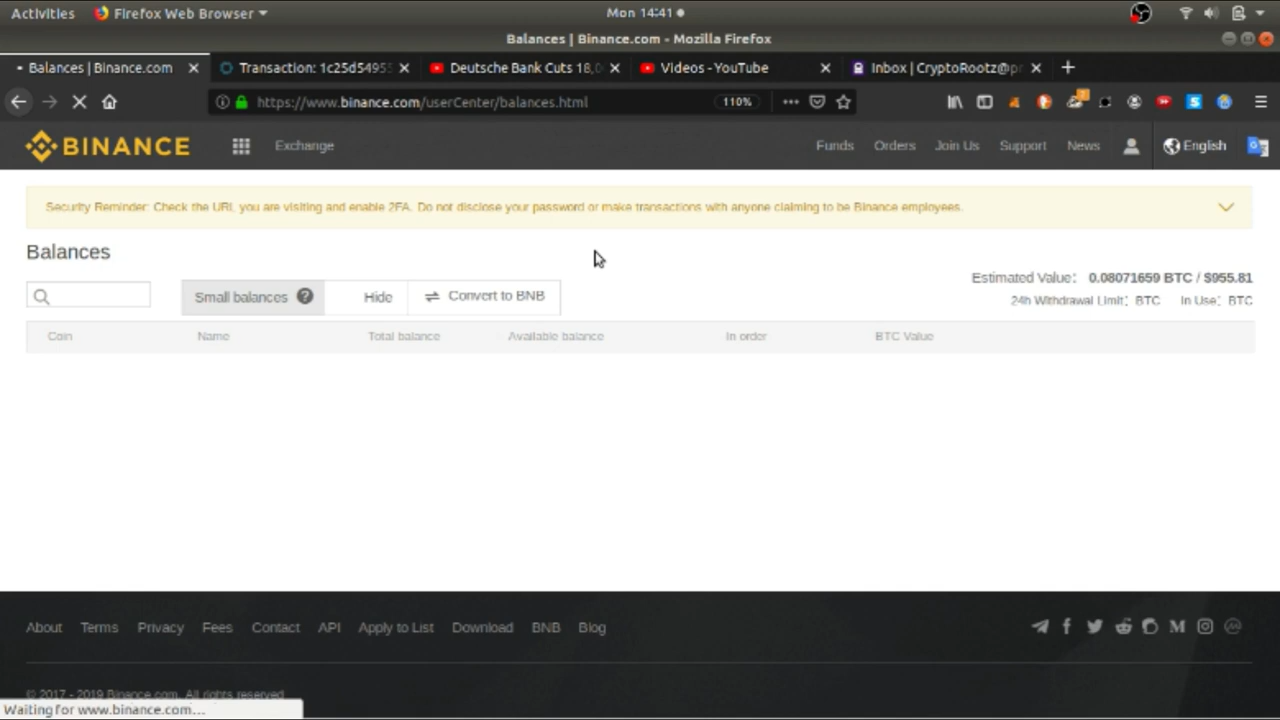 Activities Firefox Web Browser Mon 14:41
Balances | Binance.com - Mozilla Firefox
Balances | Binance.com Transaction: 1c25d5495 Deutsche Bank Cuts 18,0 Videos - YouTube Inbox | CryptoRootz@pr
https://www.binance.com/userCenter/balances.html 110%
BINANCE Exchange Funds Orders Join Us Support News English
Security Reminder: Check the URL you are visiting and enable 2FA. Do not disclose your password or make transactions with anyone claiming to be Binance employees.
Balances
Estimated Value: 0.08071659 BTC / $955.81
Small balances ? Hide Convert to BNB
24h Withdrawal Limit: BTC In Use: BTC
Coin Name Total balance Available balance In order BTC Value
About Terms Privacy Fees Contact API Apply to List Download BNB Blog
© 2017 - 2019 Binance.com. All rights reserved
Waiting for www.binance.com...